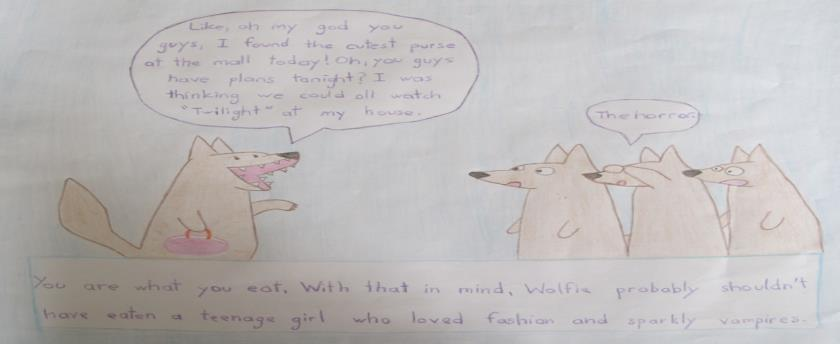 Like, oh my god you
guys, I found the cutest purse
at the mall today! Oh, you guys
have plans tonight? I was
thinking we could all watch
"Twilight" at my house.
The horror.
You are what you eat. With that in mind, Wolfie probably shouldn't
have eaten a teenage girl who loved fashion and sparkly vampires.